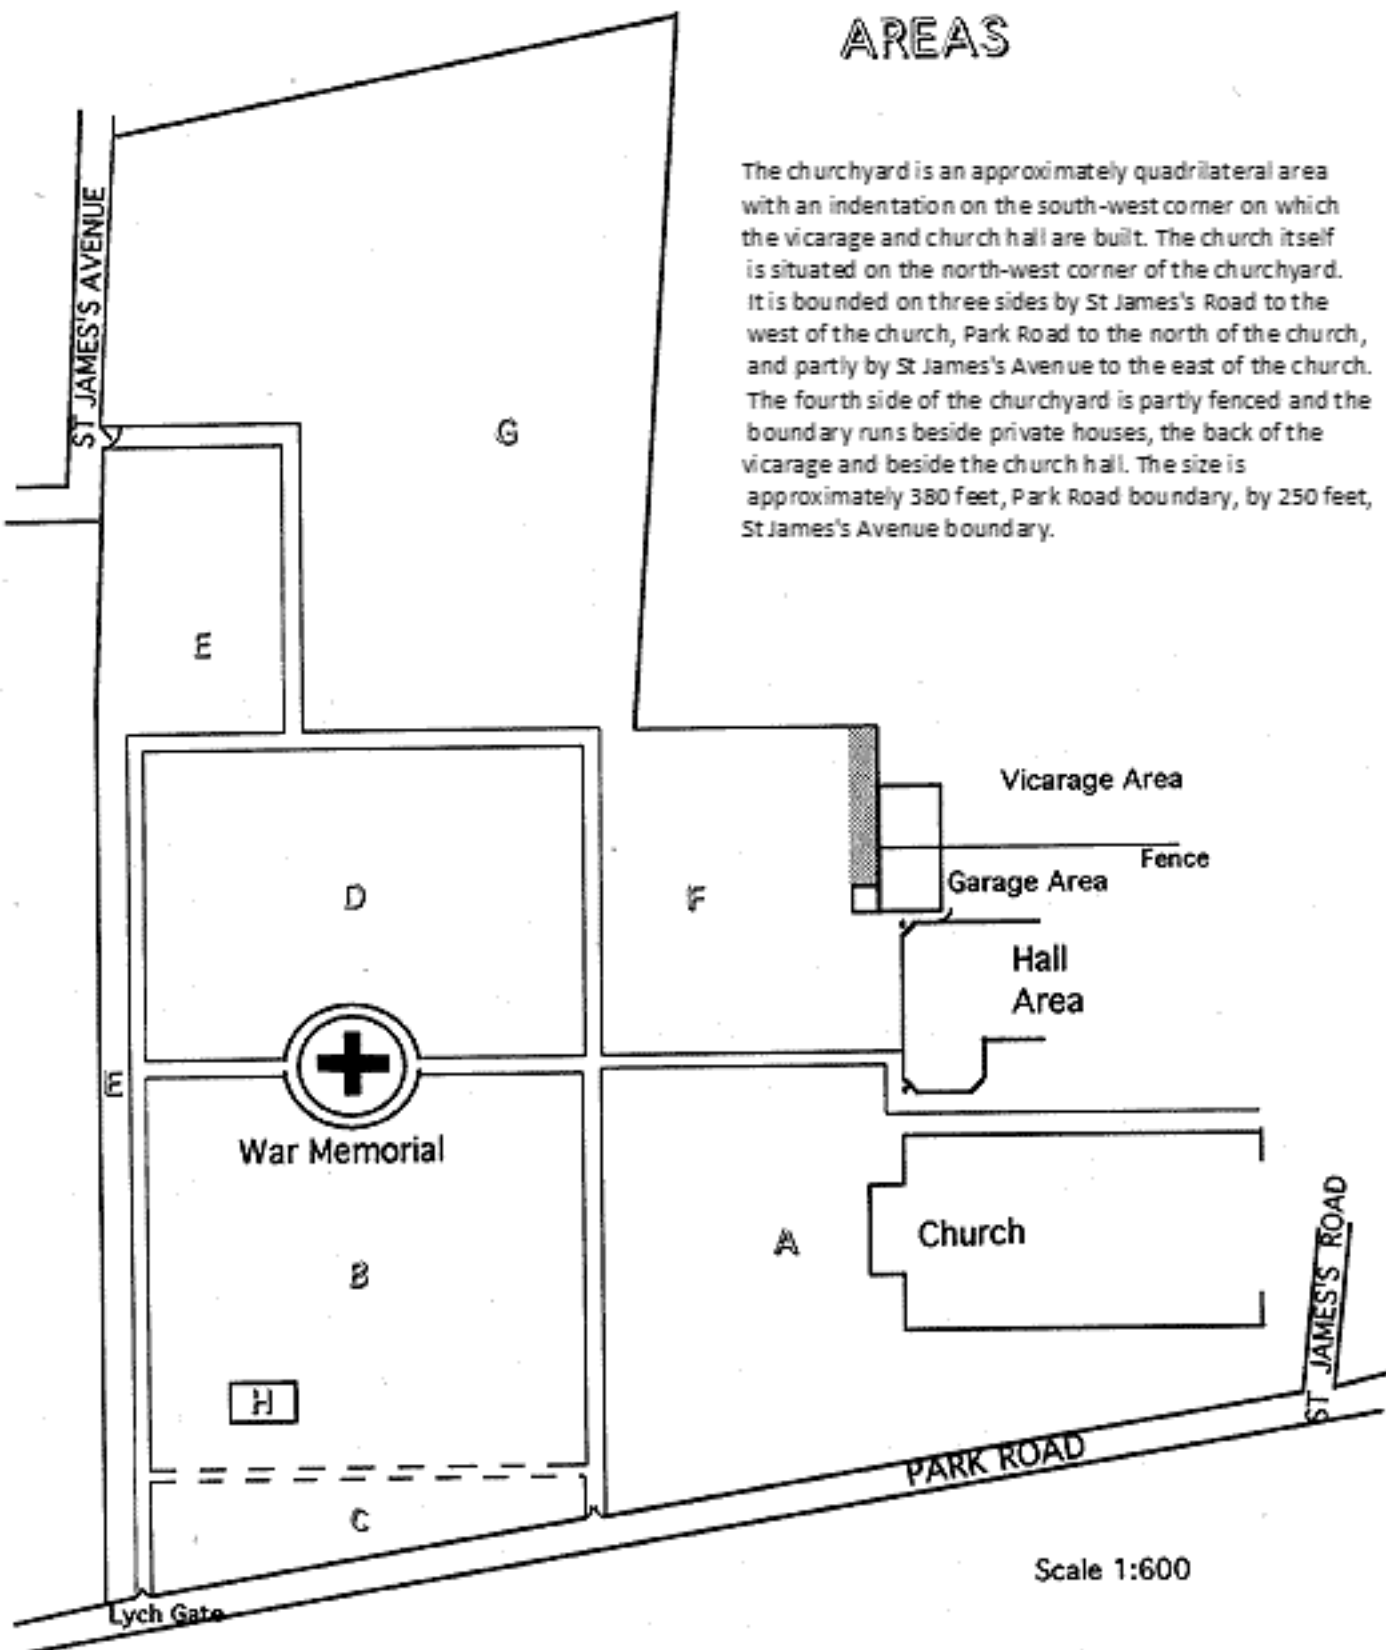 AREAS
The churchyard is an approximately quadrilateral area
with an indentation on the south-west corner on which
the vicarage and church hall are built. The church itself
is situated on the north-west corner of the churchyard.
It is bounded on three sides by St James's Road to the
west of the church, Park Road to the north of the church,
and partly by St James's Avenue to the east of the church.
The fourth side of the churchyard is partly fenced and the
boundary runs beside private houses, the back of the
vicarage and beside the church hall. The size is
approximately 380 feet, Park Road boundary, by 250 feet,
St James's Avenue boundary.
ST JAMES'S AVENUE
G
E
Vicarage Area
Fence
Garage Area
D
F
Hall
Area
E
War Memorial
Church
A
B
ST JAMES'S ROAD
H
PARK ROAD
C
Scale 1:600
Lych Gate